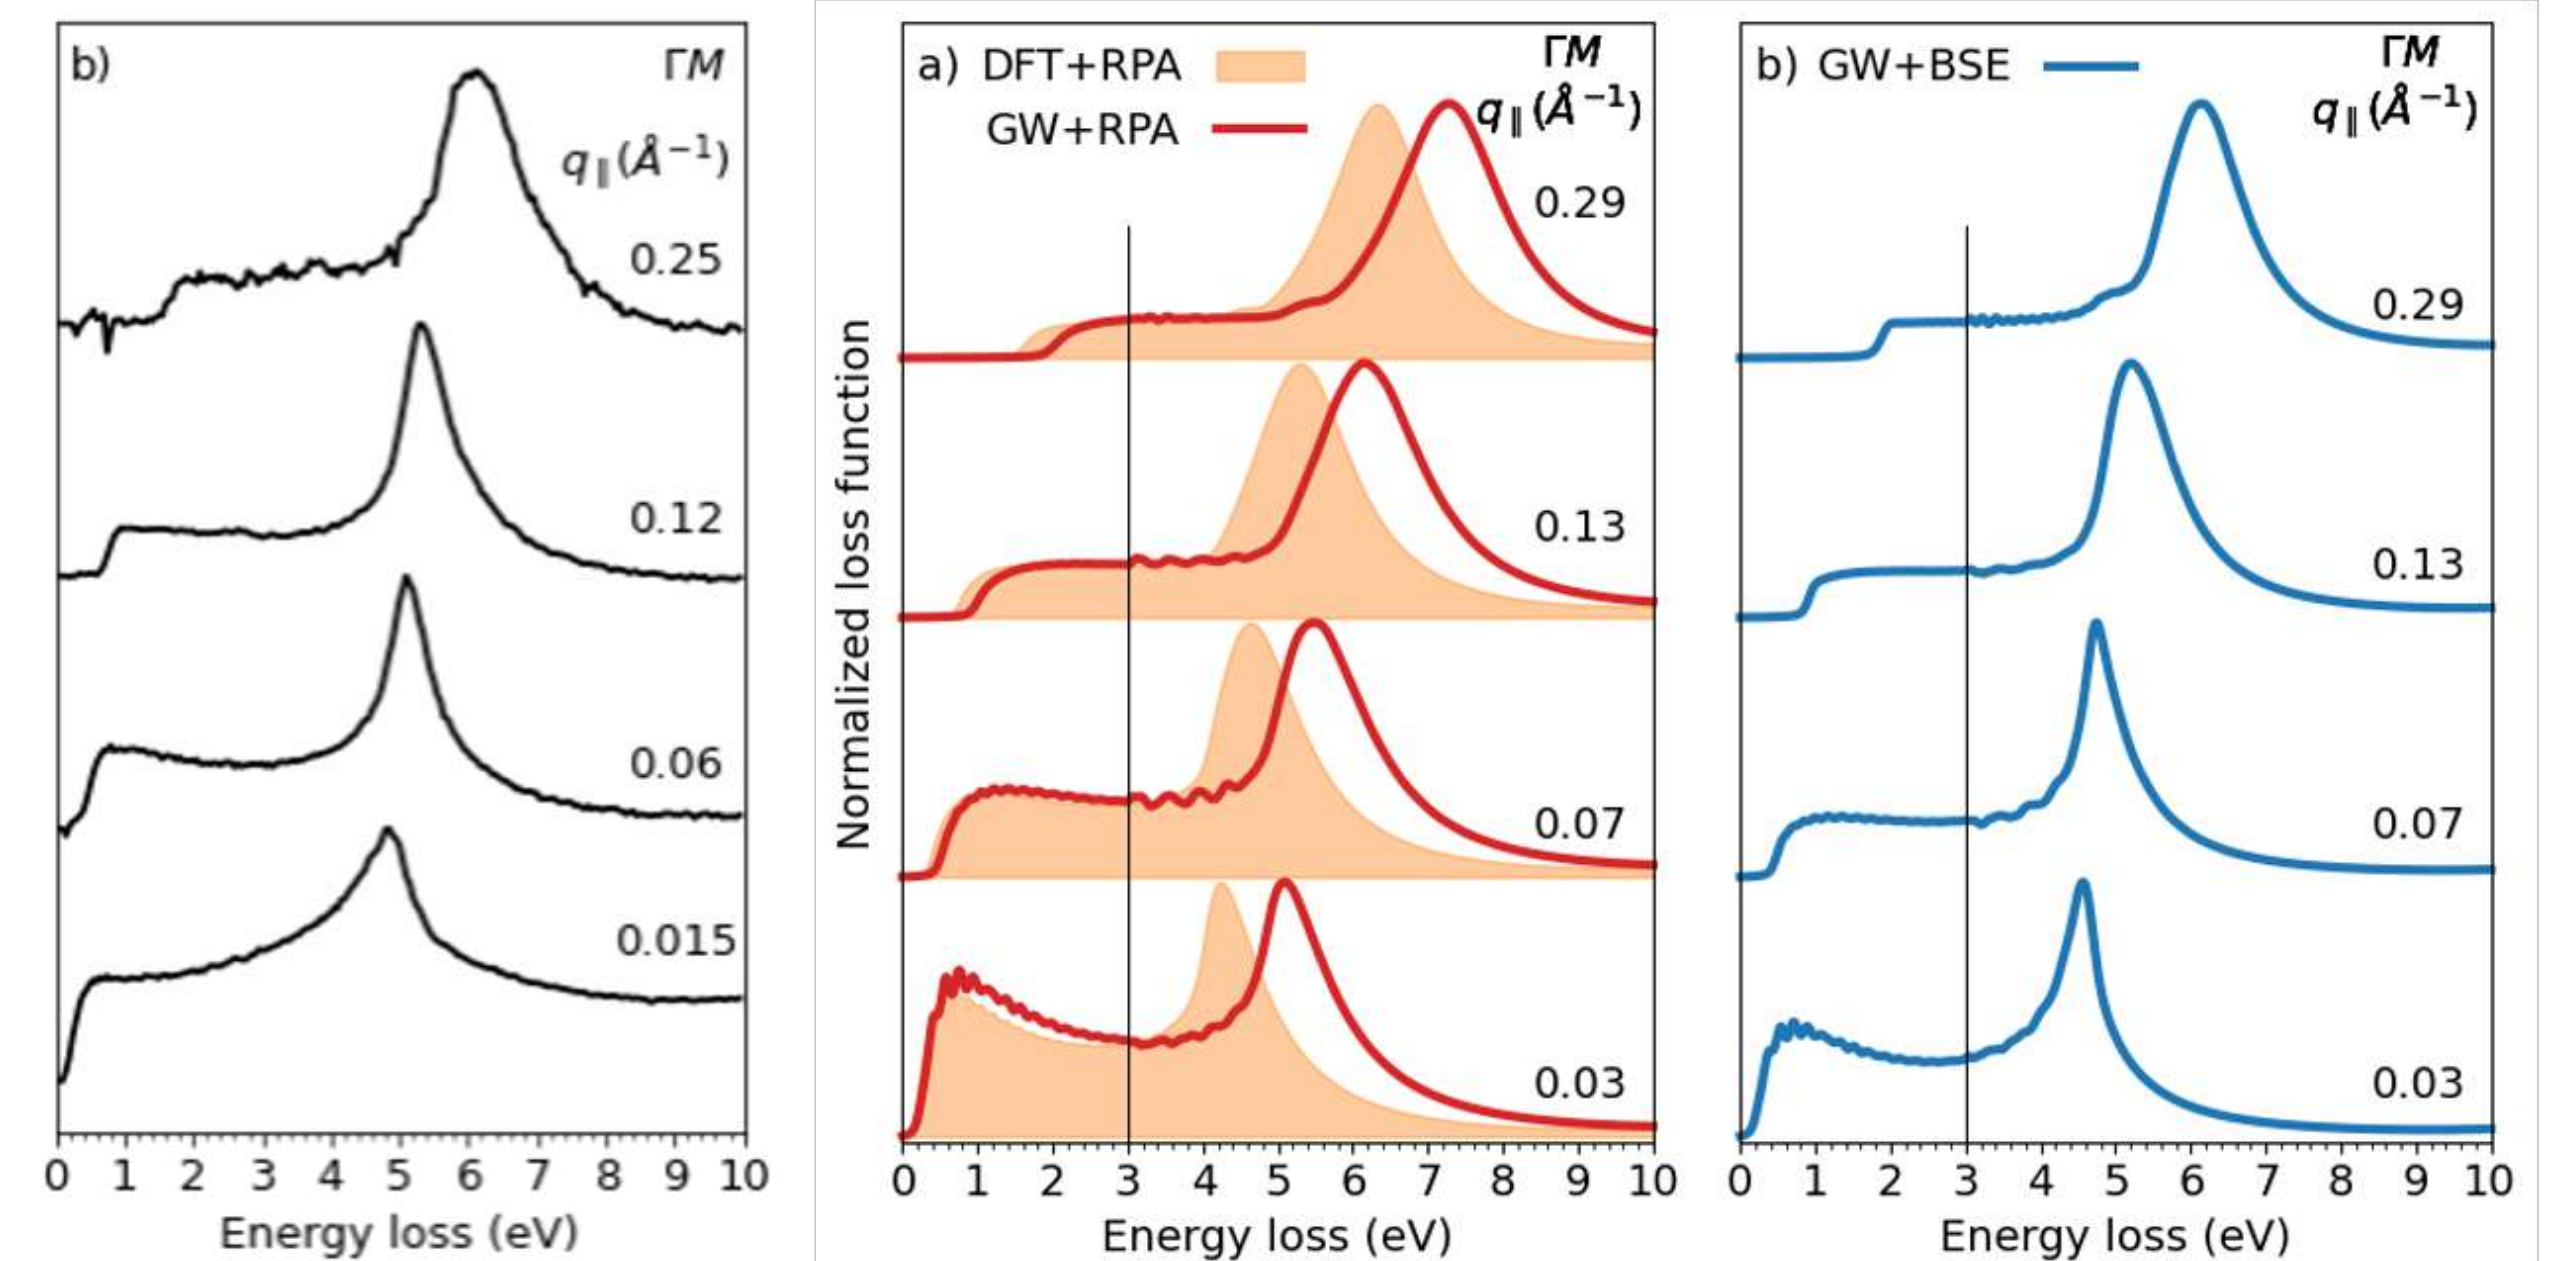 b)
ΓM
q∥(Å⁻¹)
0.25
0.12
0.06
0.015
0 1 2 3 4 5 6 7 8 9 10
Energy loss (eV)
Normalized loss function
a) DFT+RPA
GW+RPA
ΓM
q∥(Å⁻¹)
0.29
0.13
0.07
0.03
0 1 2 3 4 5 6 7 8 9 10
Energy loss (eV)
b) GW+BSE
ΓM
q∥(Å⁻¹)
0.29
0.13
0.07
0.03
0 1 2 3 4 5 6 7 8 9 10
Energy loss (eV)